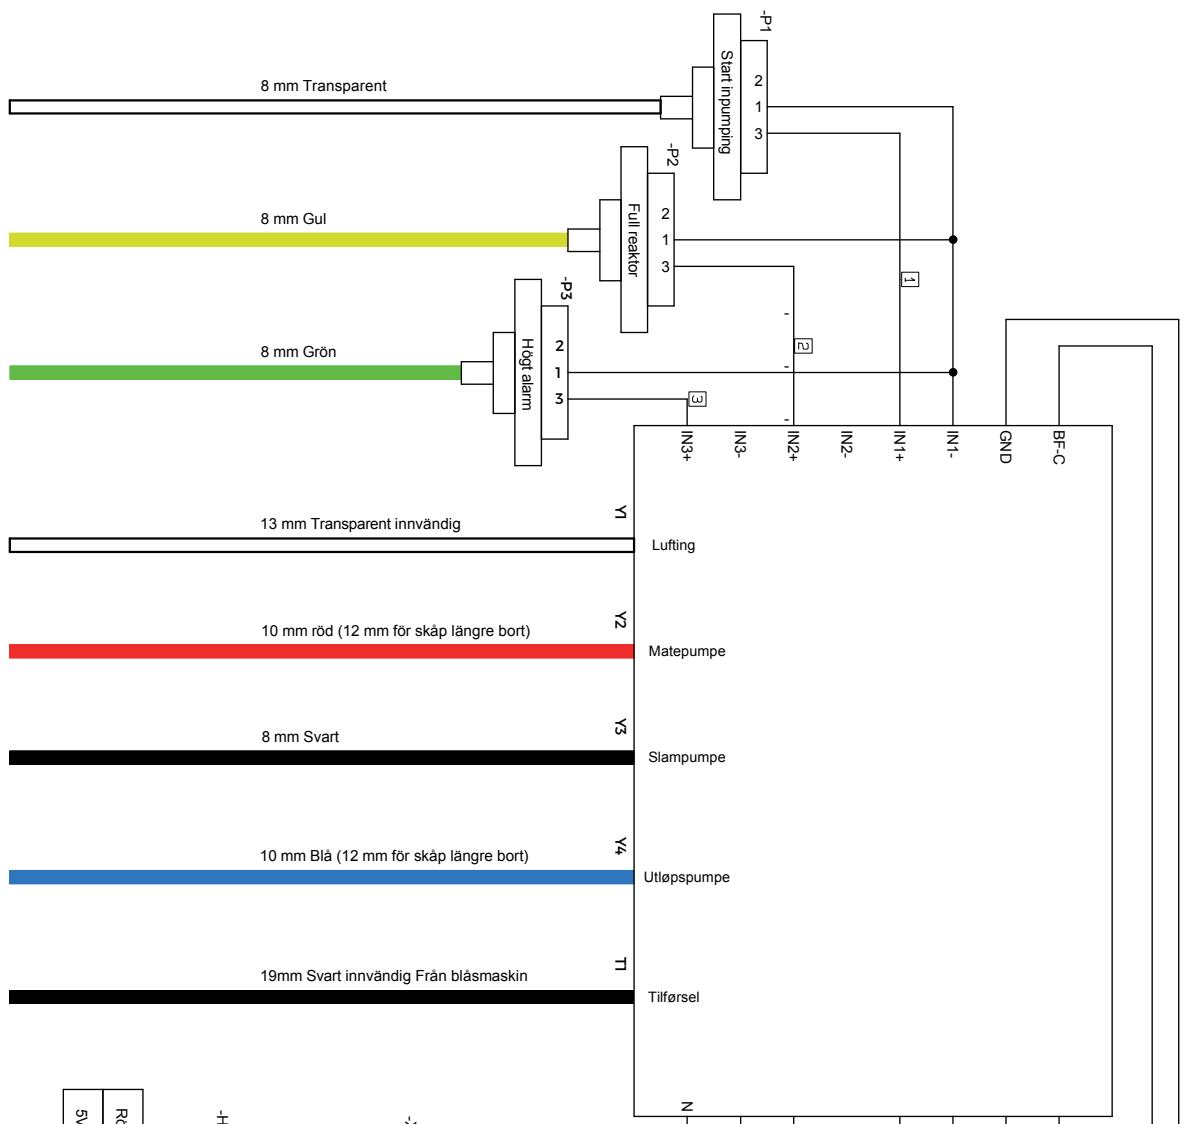 -P1
Start inpumping
2
1
3
8 mm Transparent
-P2
Full reaktor
2
1
3
8 mm Gul
1
-P3
Högt alarm
2
1
3
8 mm Grön
2
3
IN3+
IN3-
IN2+
IN2-
IN1+
IN1-
GND
BF-C
Y1
13 mm Transparent innvändig
Lufting
Y2
10 mm röd (12 mm för skåp längre bort)
Matepumpe
Y3
8 mm Svart
Slampumpe
Y4
10 mm Blå (12 mm för skåp längre bort)
Utløpspumpe
T1
19mm Svart innvändig Från blåsmaskin
Tilførsel
N
5V
Rö
-H